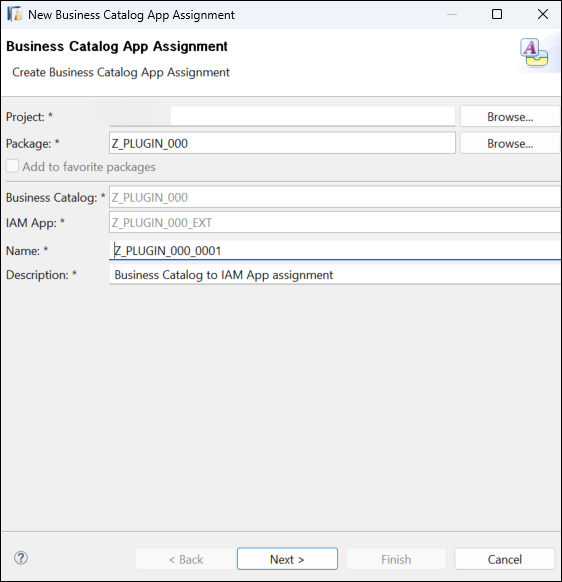 New Business Catalog App Assignment
Business Catalog App Assignment
Create Business Catalog App Assignment
Project: *
Browse...
Package: *
Z_PLUGIN_000
Browse...
Add to favorite packages
Business Catalog: *
Z_PLUGIN_000
IAM App: *
Z_PLUGIN_000_EXT
Name: *
Z_PLUGIN_000_0001
Description: *
Business Catalog to IAM App assignment
< Back
Next >
Finish
Cancel